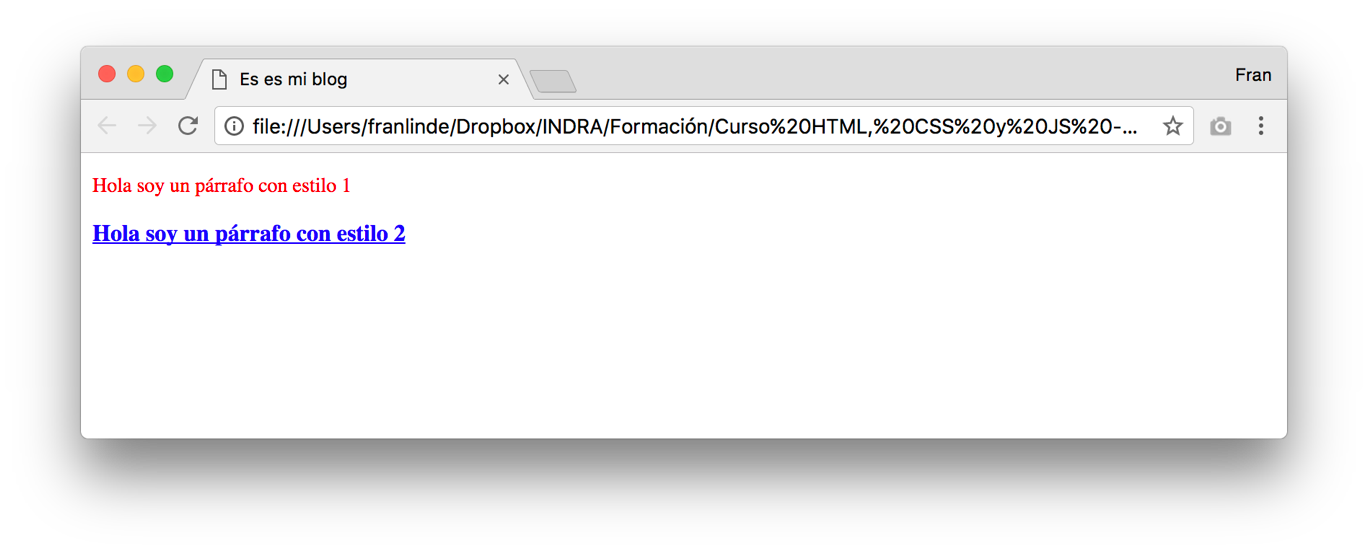 Es es mi blog
Fran
file:///Users/franlinde/Dropbox/INDRA/Formación/Curso%20HTML,%20CSS%20y%20JS%20-...
Hola soy un párrafo con estilo 1
Hola soy un párrafo con estilo 2